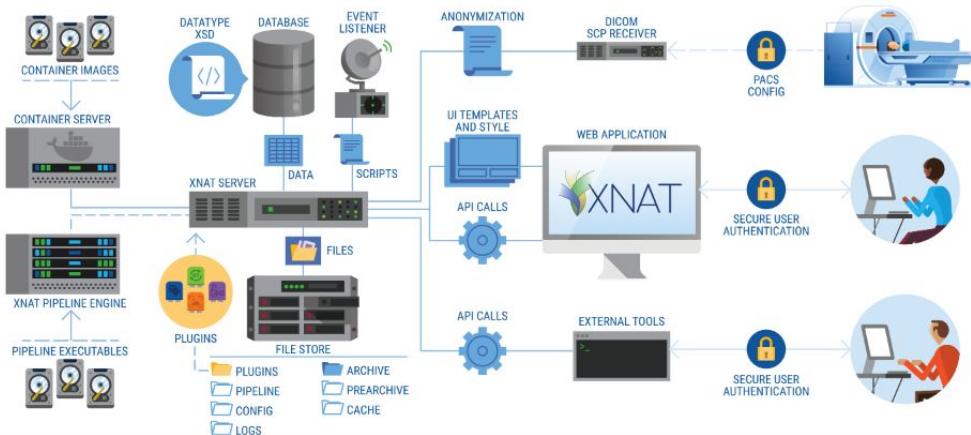 CONTAINER IMAGES
CONTAINER SERVER
XNAT PIPELINE ENGINE
PIPELINE EXECUTABLES
DATATYPE
XSD
DATABASE
EVENT
LISTENER
DATA
SCRIPTS
XNAT SERVER
FILES
PLUGINS
FILE STORE
PLUGINS
PIPELINE
CONFIG
LOGS
ARCHIVE
PREARCHIVE
CACHE
ANONYMIZATION
DICOM
SCP RECEIVER
PACS
CONFIG
UI TEMPLATES
AND STYLE
WEB APPLICATION
XNAT
API CALLS
SECURE USER
AUTHENTICATION
API CALLS
EXTERNAL TOOLS
>_
SECURE USER
AUTHENTICATION